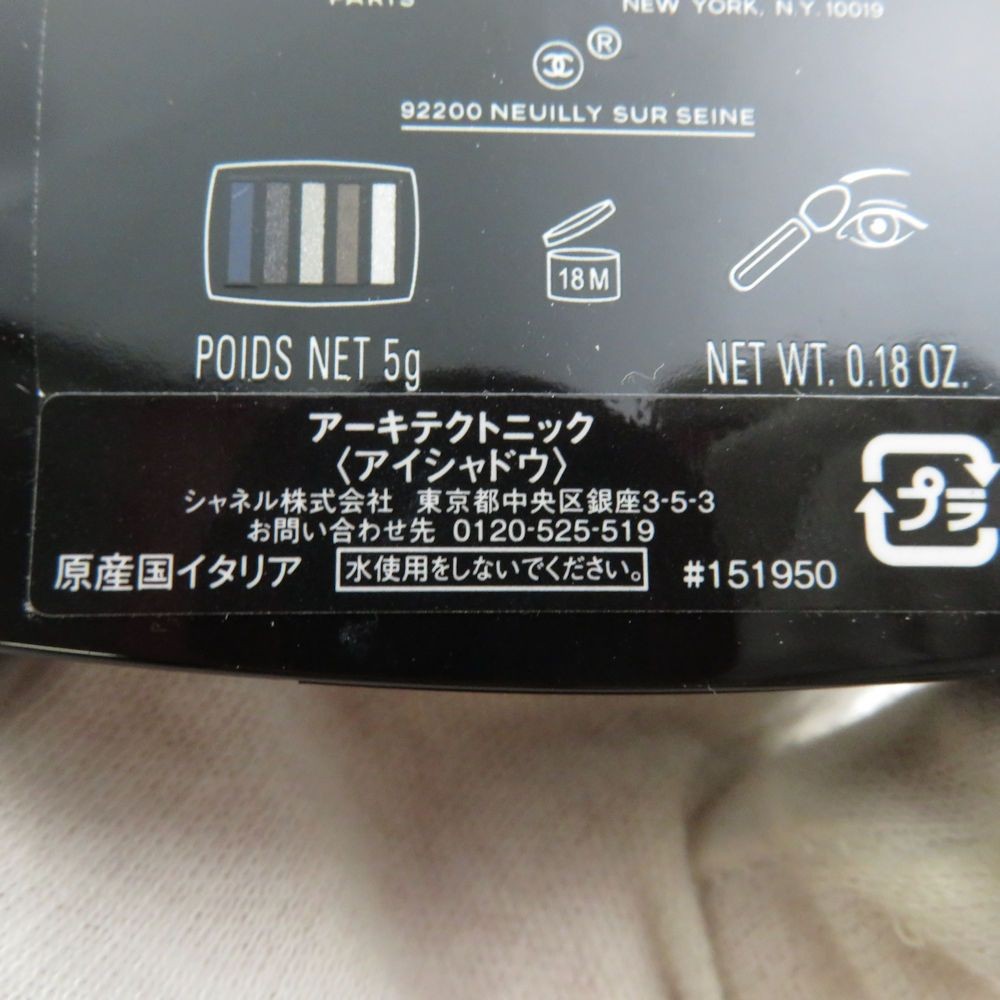 PARIS
NEW YORK, N.Y. 10019
®
92200 NEUILLY SUR SEINE
18 M
POIDS NET 5g
NET WT. 0.18 OZ.
アーキテクトニック
〈アイシャドウ〉
シャネル株式会社 東京都中央区銀座3-5-3
お問い合わせ先 0120-525-519
原産国イタリア 水使用をしないでください。 #151950
プラ